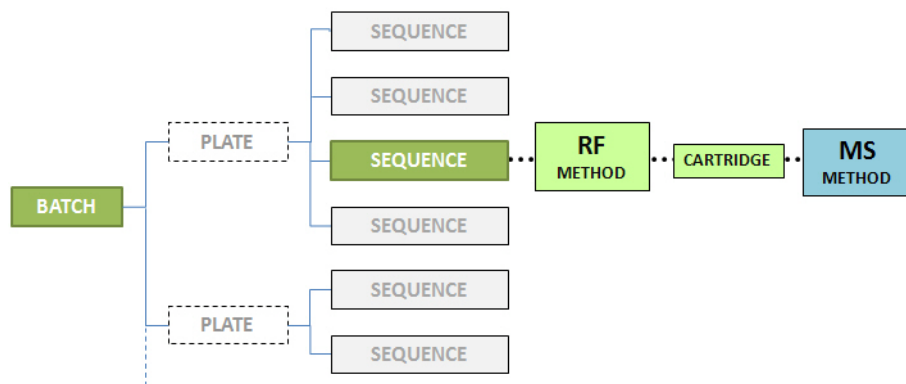 SEQUENCE
SEQUENCE
PLATE
SEQUENCE
RF
METHOD
CARTRIDGE
MS
METHOD
BATCH
SEQUENCE
SEQUENCE
PLATE
SEQUENCE